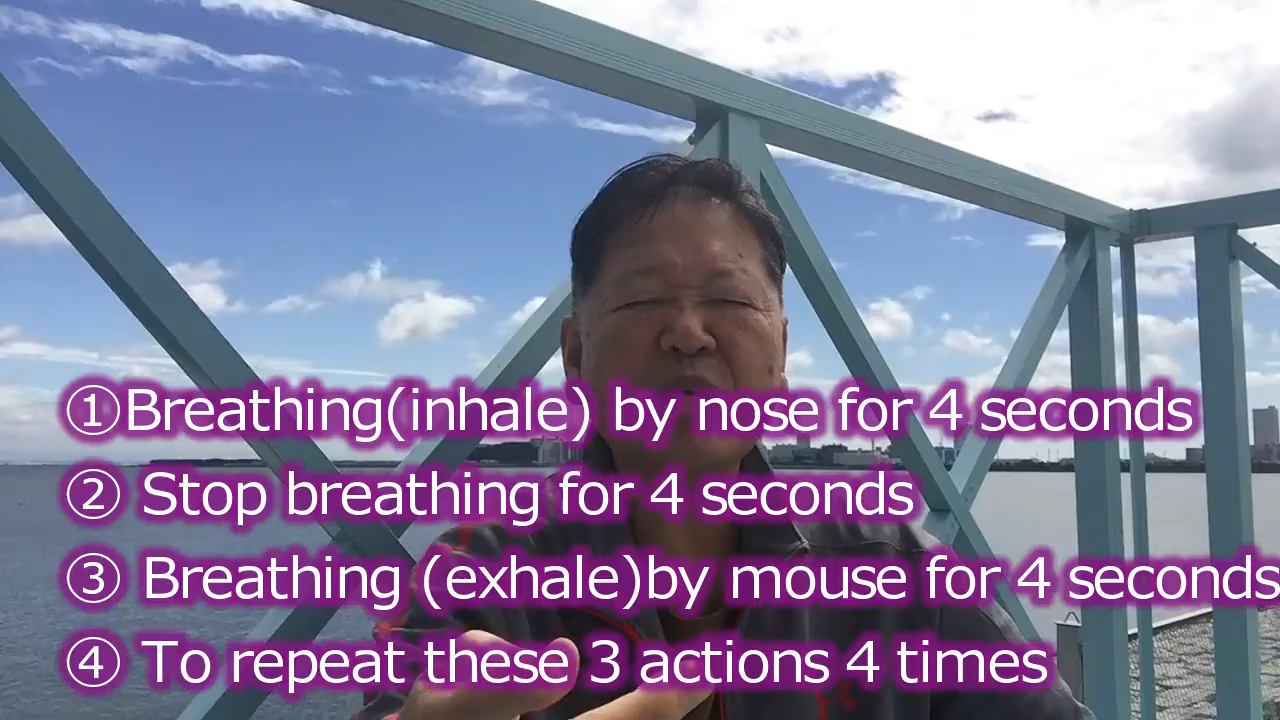 ①Breathing(inhale) by nose for 4 seconds
② Stop breathing for 4 seconds
③ Breathing (exhale)by mouse for 4 seconds
④ To repeat these 3 actions 4 times